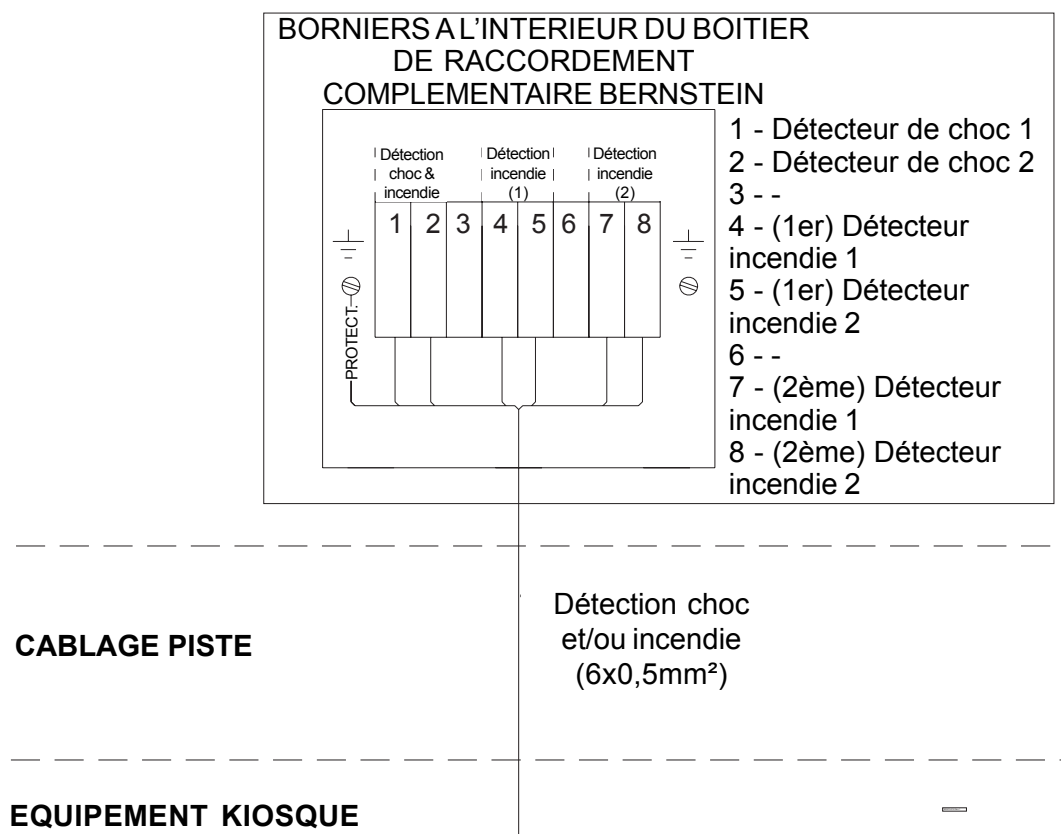 BORNIERS A L'INTERIEUR DU BOITIER
DE RACCORDEMENT
COMPLEMENTAIRE BERNSTEIN
Détection
choc &
incendie
Détection
incendie
(1)
Détection
incendie
(2)
1 2 3 4 5 6 7 8
PROTECT.
1 - Détecteur de choc 1
2 - Détecteur de choc 2
3 - -
4 - (1er) Détecteur
incendie 1
5 - (1er) Détecteur
incendie 2
6 - -
7 - (2ème) Détecteur
incendie 1
8 - (2ème) Détecteur
incendie 2
CABLAGE PISTE
Détection choc
et/ou incendie
(6x0,5mm²)
EQUIPEMENT KIOSQUE